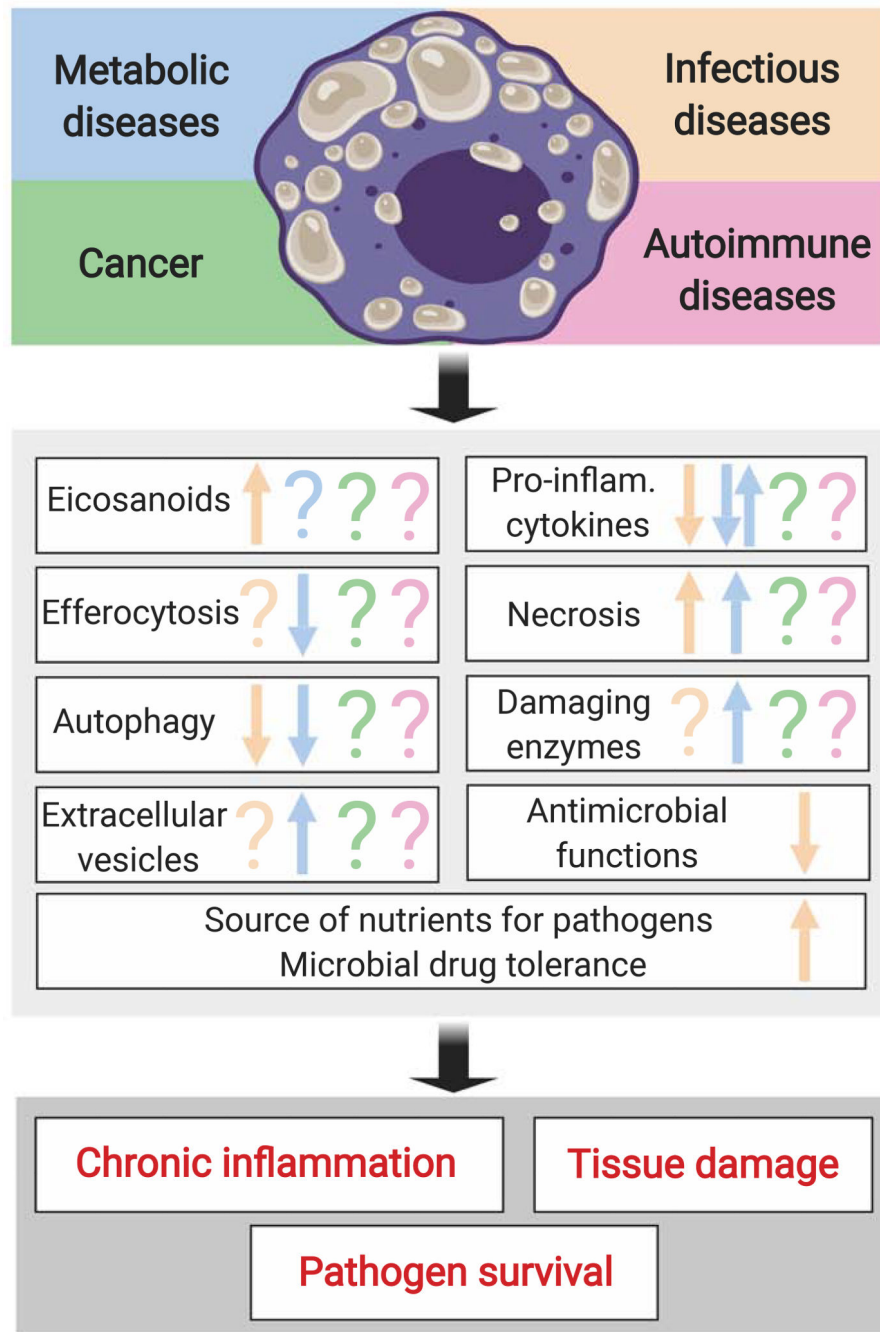 Metabolic
diseases
Infectious
diseases
Cancer
Autoimmune
diseases
Eicosanoids ? ? ?
Pro-inflam.
cytokines ? ?
Efferocytosis ? ? ?
Necrosis ? ?
Autophagy ? ?
Damaging
enzymes ? ? ?
Extracellular
vesicles ? ? ?
Antimicrobial
functions
Source of nutrients for pathogens
Microbial drug tolerance
Chronic inflammation
Tissue damage
Pathogen survival